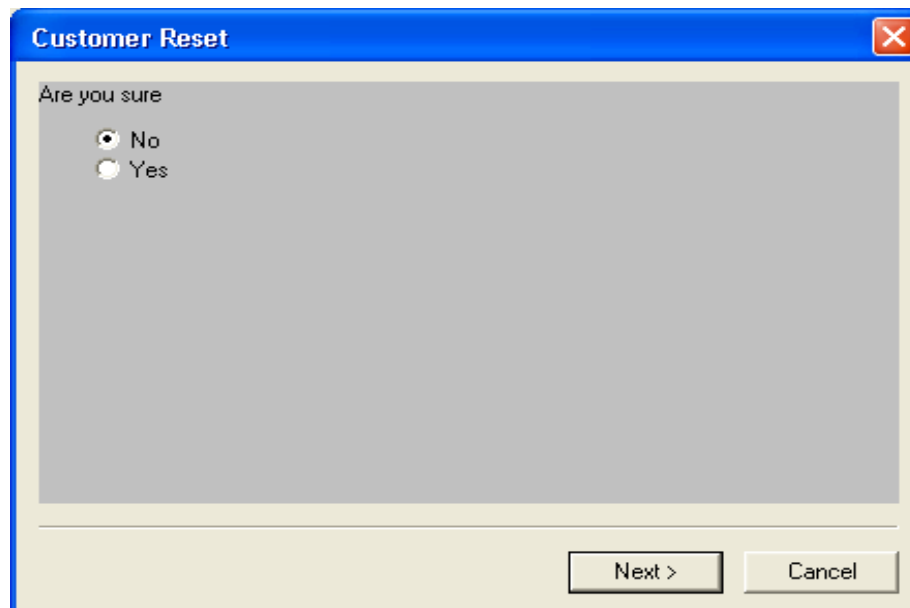 Customer Reset
Are you sure
No
Yes
Next >
Cancel